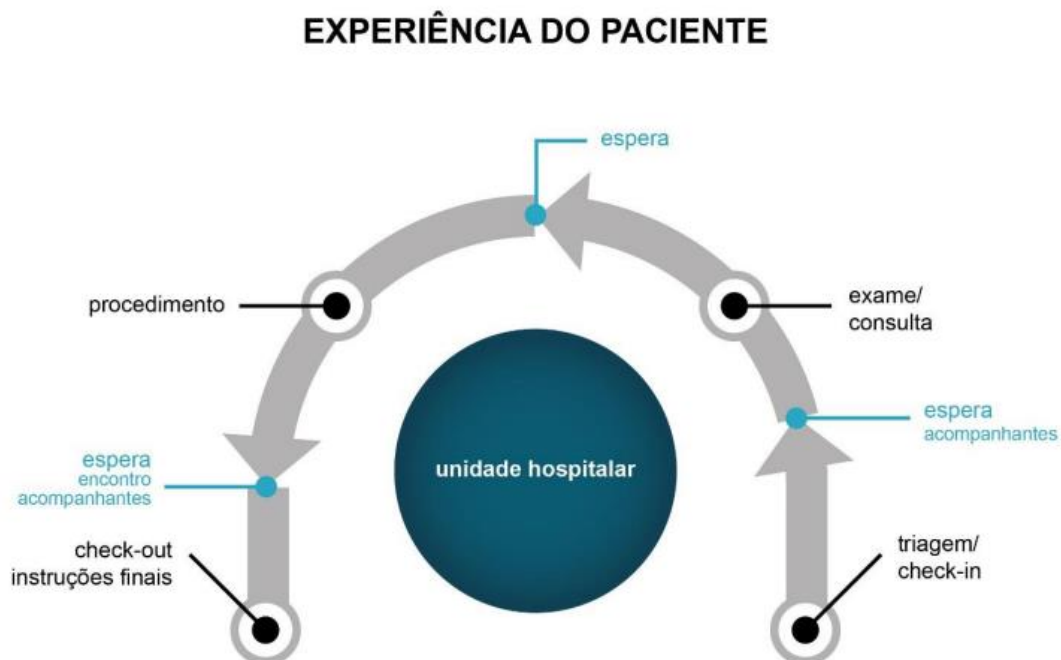 EXPERIÊNCIA DO PACIENTE
espera
procedimento
exame/
consulta
espera
acompanhantes
unidade hospitalar
espera
encontro
acompanhantes
check-out
instruções finais
triagem/
check-in